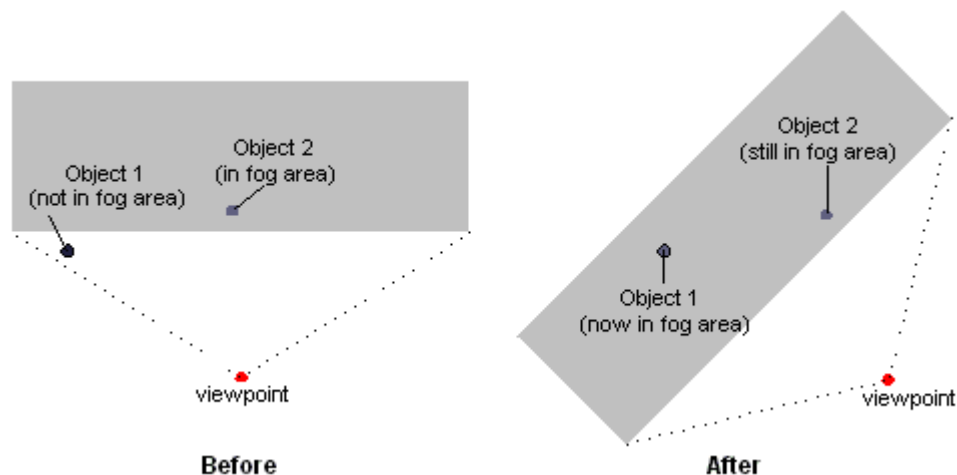 Object 1
(not in fog area)
Object 2
(in fog area)
viewpoint
Before
Object 2
(still in fog area)
Object 1
(now in fog area)
viewpoint
After